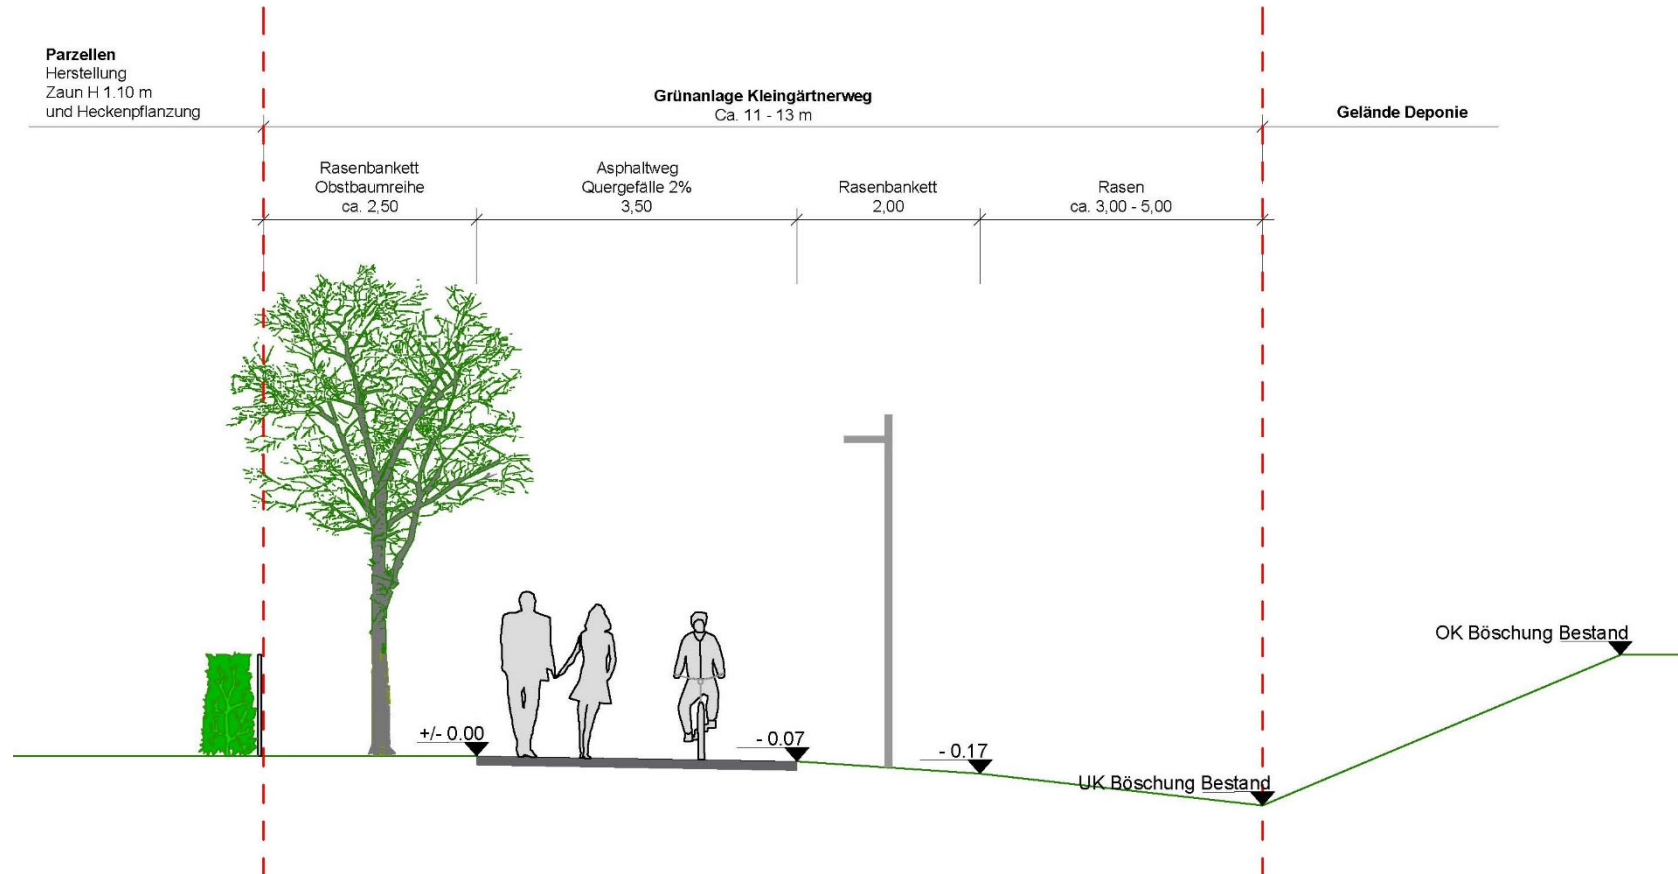 Parzellen
Herstellung
Zaun H 1.10 m
und Heckenpflanzung
Grünanlage Kleingärtnerweg
Ca. 11 - 13 m
Gelände Deponie
Rasenbankett
Obstbaumreihe
ca. 2,50
Asphaltweg
Quergefälle 2%
3,50
Rasenbankett
2,00
Rasen
ca. 3,00 - 5,00
+/- 0.00
- 0.07
- 0.17
UK Böschung Bestand
OK Böschung Bestand